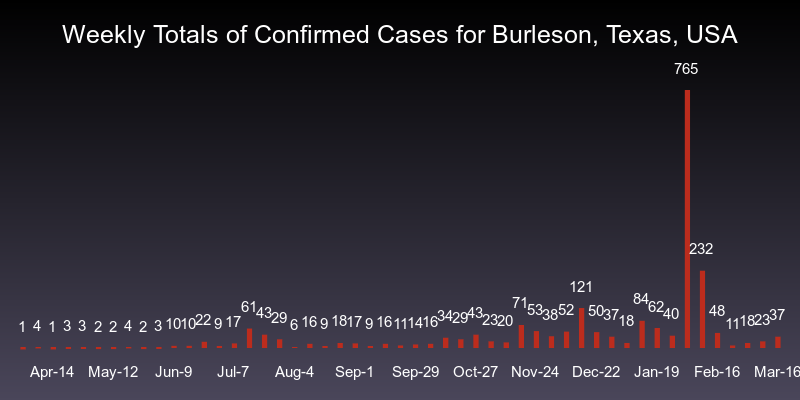 Weekly Totals of Confirmed Cases for Burleson, Texas, USA
765
232
121
84
71 62
61 53 52 50 48
43 43 38 37 40 37
34
29 29 23 20 18 23
22 17 16 18 17 16 11 14 16 11 18
1 4 1 3 3 2 2 4 2 3 10 10 9 6 9 9
Apr-14 May-12 Jun-9 Jul-7 Aug-4 Sep-1 Sep-29 Oct-27 Nov-24 Dec-22 Jan-19 Feb-16 Mar-16